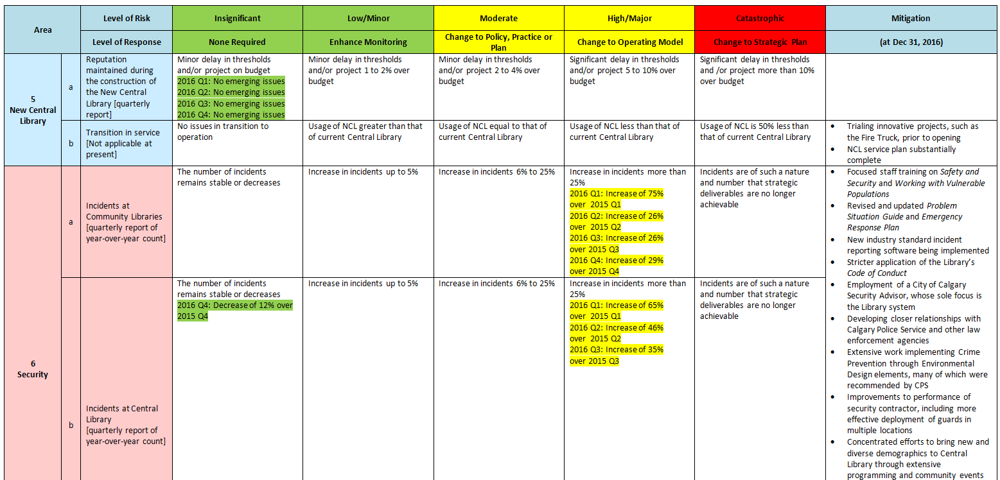 Area
Level of Risk
Insignificant
Low/Minor
Moderate
High/Major
Catastrophic
Mitigation
Level of Response
None Required
Enhance Monitoring
Change to Policy, Practice or
Plan
Change to Operating Model
Change to Strategic Plan
(at Dec 31, 2016)
5
New Central
Library
a
Reputation
maintained during
the construction of
the New Central
Library [quarterly
report]
Minor delay in thresholds
and/or project on budget
2016 Q1: No emerging issues
2016 Q2: No emerging issues
2016 Q3: No emerging issues
2016 Q4: No emerging issues
Minor delay in thresholds
and/or project 1 to 2% over
budget
Minor delay in thresholds
and/or project 2 to 4% over
budget
Significant delay in thresholds
and/or project 5 to 10% over
budget
Significant delay in thresholds
and /or project more than 10%
over budget
b
Transition in service
[Not applicable at
present]
No issues in transition to
operation
Usage of NCL greater than that
of current Central Library
Usage of NCL equal to that of
current Central Library
Usage of NCL less than that of
current Central Library
Usage of NCL is 50% less than
that of current Central Library
• Trialing innovative projects, such as
the Fire Truck, prior to opening
• NCL service plan substantially
complete
6
Security
a
Incidents at
Community Libraries
[quarterly report of
year-over-year count]
The number of incidents
remains stable or decreases
Increase in incidents up to 5%
Increase in incidents 6% to 25%
Increase in incidents more than
25%
2016 Q1: Increase of 75%
over 2015 Q1
2016 Q2: Increase of 26%
over 2015 Q2
2016 Q3: Increase of 26%
over 2015 Q3
2016 Q4: Increase of 29%
over 2015 Q4
Incidents are of such a nature
and number that strategic
deliverables are no longer
achievable
b
Incidents at Central
Library
[quarterly report of
year-over-year count]
The number of incidents
remains stable or decreases
2016 Q4: Decrease of 12% over
2015 Q4
Increase in incidents up to 5%
Increase in incidents 6% to 25%
Increase in incidents more than
25%
2016 Q1: Increase of 65%
over 2015 Q1
2016 Q2: Increase of 46%
over 2015 Q2
2016 Q3: Increase of 35%
over 2015 Q3
Incidents are of such a nature
and number that strategic
deliverables are no longer
achievable
• Focused staff training on Safety and
Security and Working with Vulnerable
Populations
• Revised and updated Problem
Situation Guide and Emergency
Response Plan
• New industry standard incident
reporting software being implemented
• Stricter application of the Library’s
Code of Conduct
• Employment of a City of Calgary
Security Advisor, whose sole focus is
the Library system
• Developing closer relationships with
Calgary Police Service and other law
enforcement agencies
• Extensive work implementing Crime
Prevention through Environmental
Design elements, many of which were
recommended by CPS
• Improvements to performance of
security contractor, including more
effective deployment of guards in
multiple locations
• Concentrated efforts to bring new and
diverse demographics to Central
Library through extensive
programming and community events